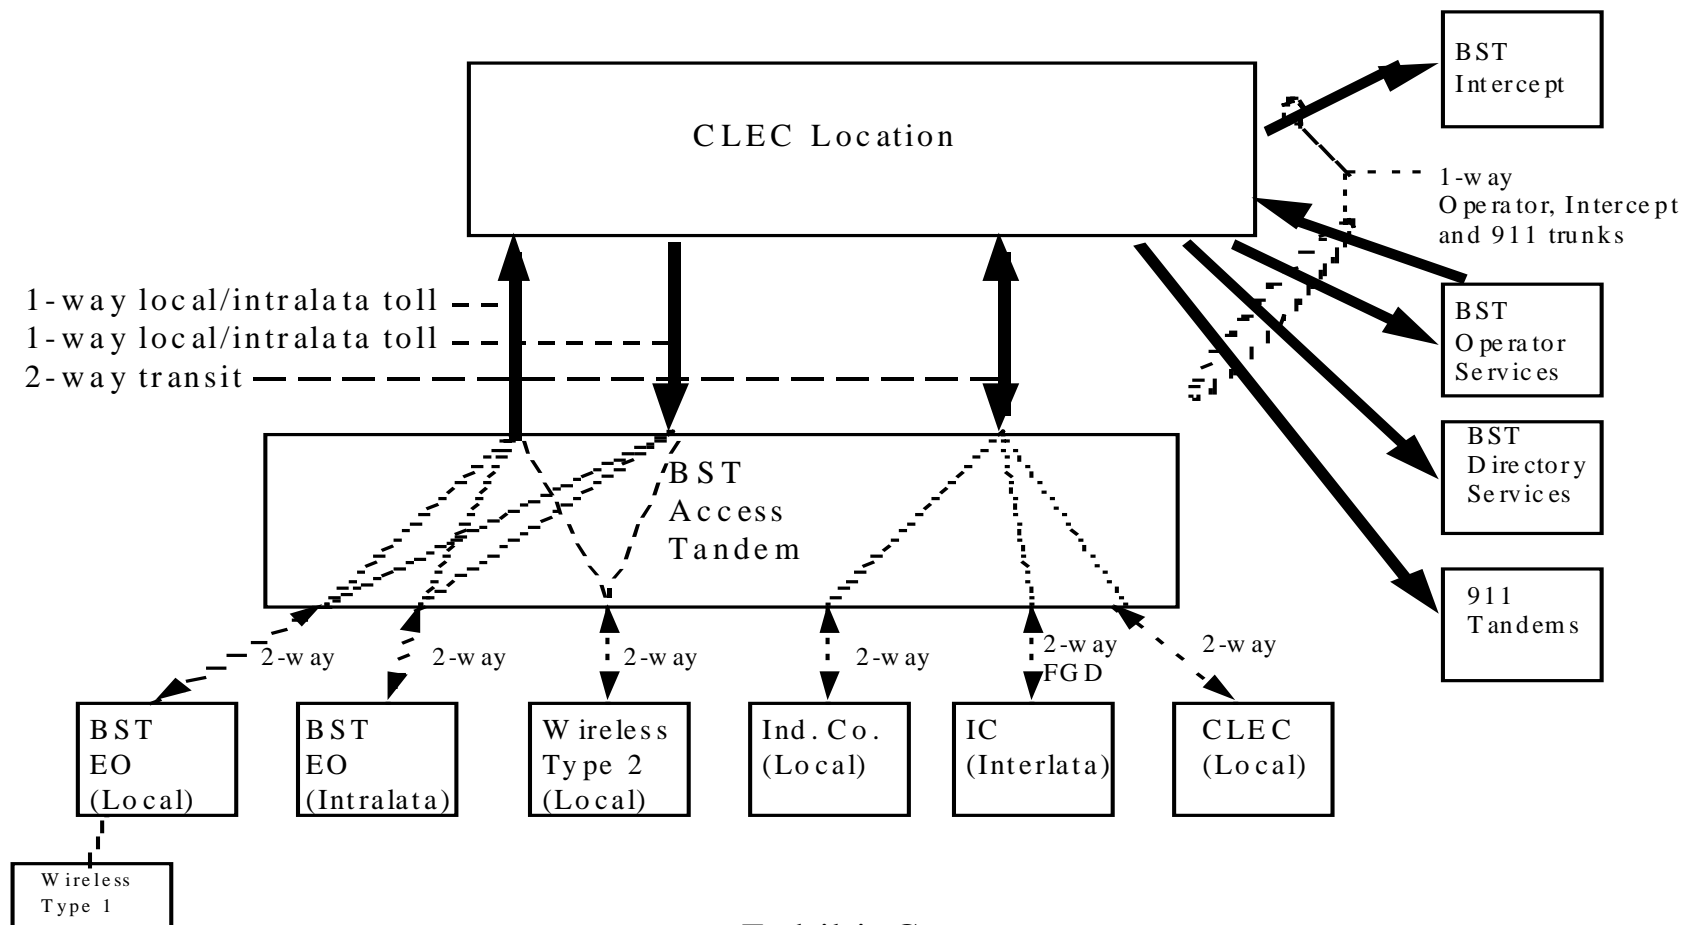 BST
Intercept
CLEC Location
1-way
Operator, Intercept
and 911 trunks
1-way local/intralata toll
1-way local/intralata toll
2-way transit
BST
Operator
Services
BST
Directory
Services
BST
Access
Tandem
911
Tandems
2-way
2-way
2-way
2-way
2-way
FGD
2-way
BST
EO
(Local)
BST
EO
(Intralata)
Wireless
Type 2
(Local)
Ind. Co.
(Local)
IC
(Interlata)
CLEC
(Local)
Wireless
Type 1